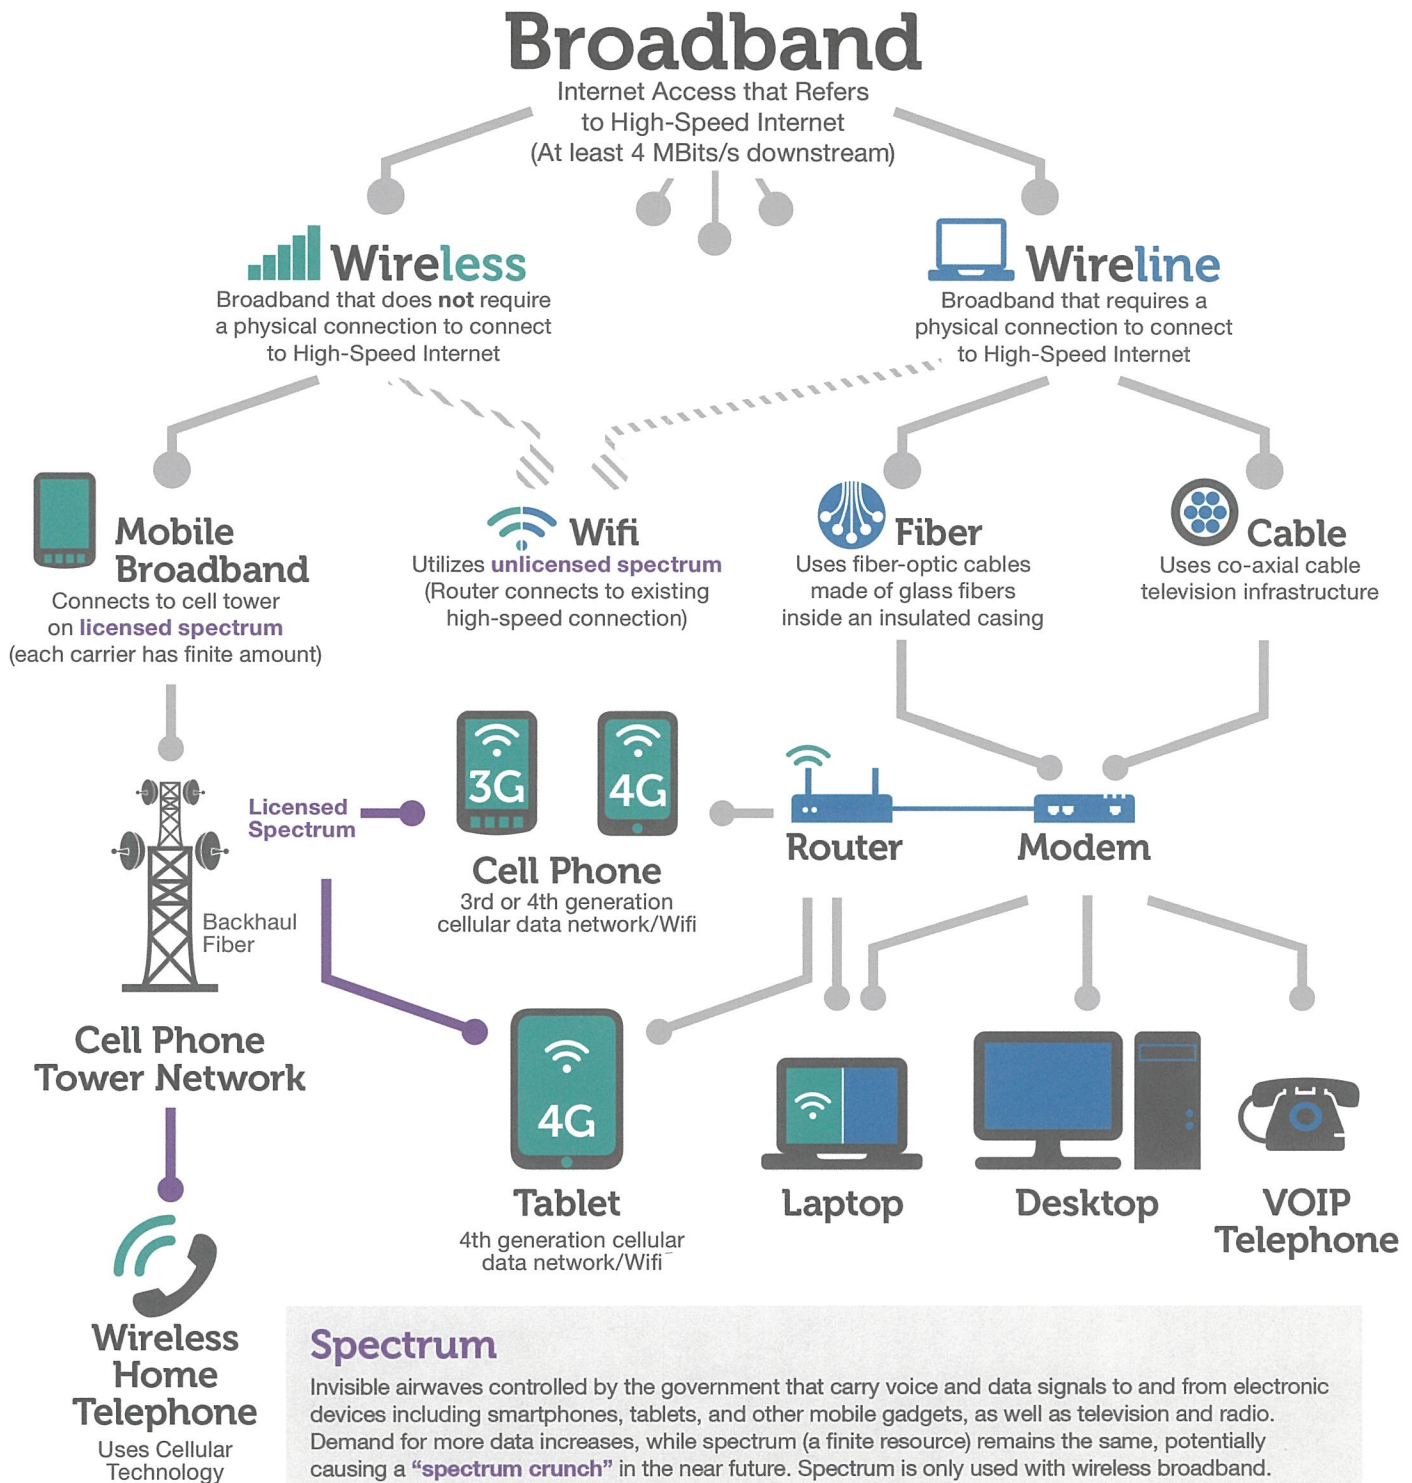 Broadband
Internet Access that Refers
to High-Speed Internet
(At least 4 MBits/s downstream)
Wireless
Broadband that does not require
a physical connection to connect
to High-Speed Internet
Wireline
Broadband that requires a
physical connection to connect
to High-Speed Internet
Mobile
Broadband
Connects to cell tower
on licensed spectrum
(each carrier has finite amount)
Wifi
Utilizes unlicensed spectrum
(Router connects to existing
high-speed connection)
Fiber
Uses fiber-optic cables
made of glass fibers
inside an insulated casing
Cable
Uses co-axial cable
television infrastructure
Licensed
Spectrum
3G
4G
Cell Phone
3rd or 4th generation
cellular data network/Wifi
Router
Modem
Backhaul
Fiber
Cell Phone
Tower Network
4G
Tablet
4th generation cellular
data network/Wifi
Laptop
Desktop
VOIP
Telephone
Wireless
Home
Telephone
Uses Cellular
Technology
Spectrum
Invisible airwaves controlled by the government that carry voice and data signals to and from electronic
devices including smartphones, tablets, and other mobile gadgets, as well as television and radio.
Demand for more data increases, while spectrum (a finite resource) remains the same, potentially
causing a "spectrum crunch" in the near future. Spectrum is only used with wireless broadband.